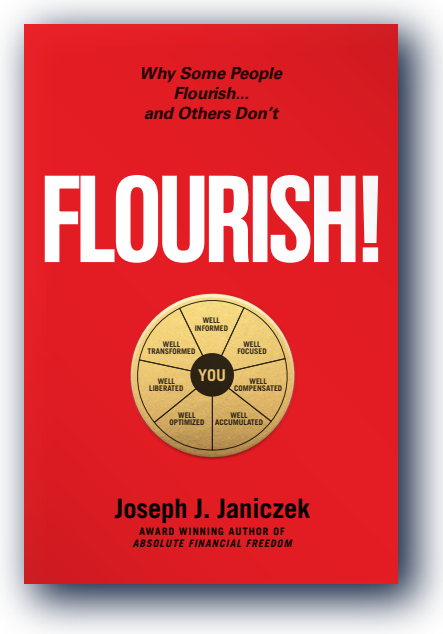 Why Some People
Flourish...
and Others Don't
FLOURISH!
WELL
INFORMED
WELL
FOCUSED
WELL
COMPENSATED
WELL
ACCUMULATED
WELL
OPTIMIZED
WELL
LIBERATED
WELL
TRANSFORMED
YOU
Joseph J. Janiczek
AWARD WINNING AUTHOR OF
ABSOLUTE FINANCIAL FREEDOM